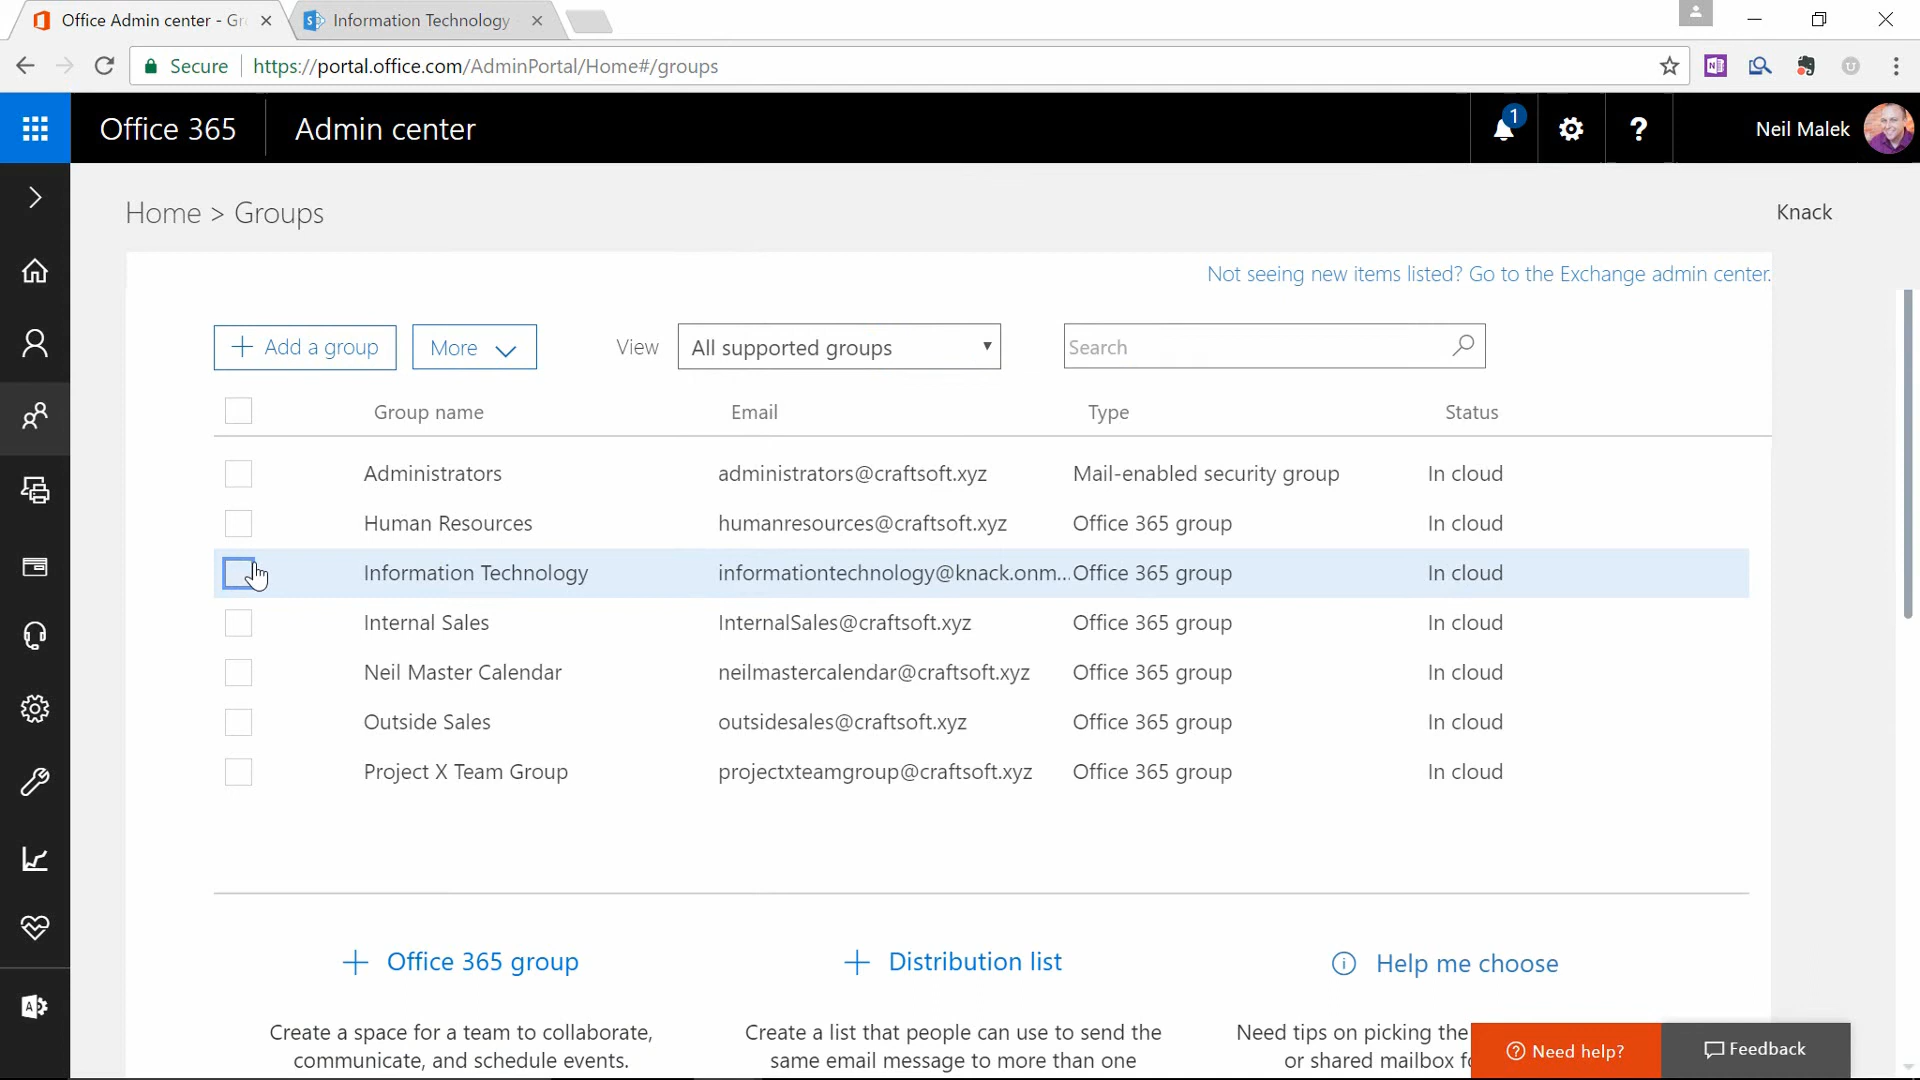 Office Admin center - Gr
Information Technology
Secure https://portal.office.com/AdminPortal/Home#/groups
Office 365 Admin center
1
?
Neil Malek
Home > Groups
Knack
Not seeing new items listed? Go to the Exchange admin center.
+ Add a group
More
View
All supported groups
Search
Group name Email Type Status
Administrators administrators@craftsoft.xyz Mail-enabled security group In cloud
Human Resources humanresources@craftsoft.xyz Office 365 group In cloud
Information Technology informationtechnology@knack.onm... Office 365 group In cloud
Internal Sales InternalSales@craftsoft.xyz Office 365 group In cloud
Neil Master Calendar neilmastercalendar@craftsoft.xyz Office 365 group In cloud
Outside Sales outsidesales@craftsoft.xyz Office 365 group In cloud
Project X Team Group projectxteamgroup@craftsoft.xyz Office 365 group In cloud
+ Office 365 group
Create a space for a team to collaborate,
communicate, and schedule events.
+ Distribution list
Create a list that people can use to send the
same email message to more than one
Help me choose
Need tips on picking the
or shared mailbox f
Need help?
Feedback